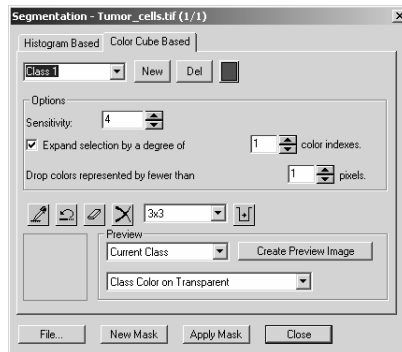 Segmentation - Tumor_cells.tif (1/1)
Histogram Based Color Cube Based
Class 1 New Del
Options
Sensitivity: 4
Expand selection by a degree of 1 color indexes.
Drop colors represented by fewer than 1 pixels.
3x3
Preview
Current Class Create Preview Image
Class Color on Transparent
File... New Mask Apply Mask Close